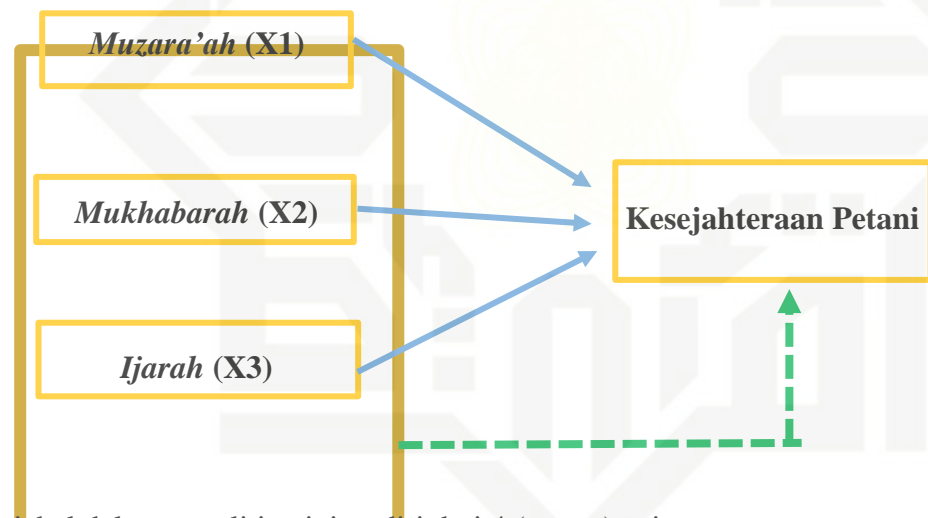 Muzara’ah (X1)
Mukhabarah (X2)
Kesejahteraan Petani
Ijarah (X3)